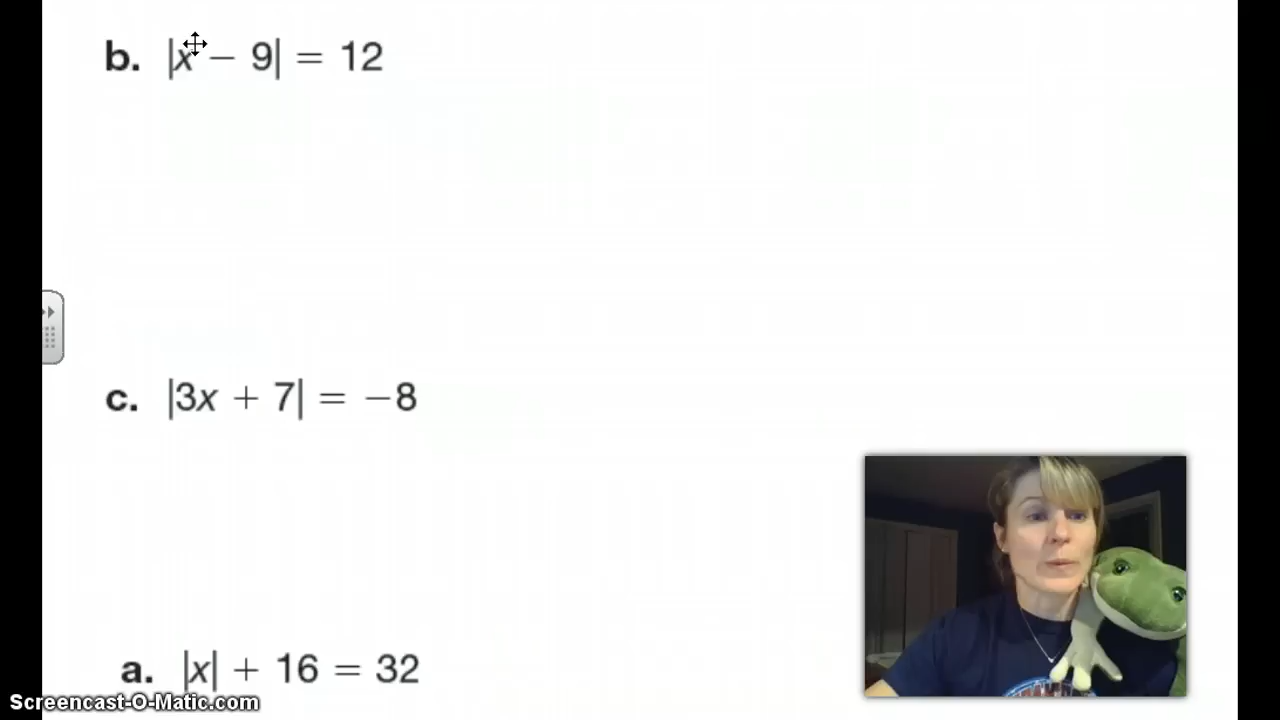 b. |x − 9| = 12
c. |3x + 7| = −8
a. |x| + 16 = 32
Screencast-O-Matic.com